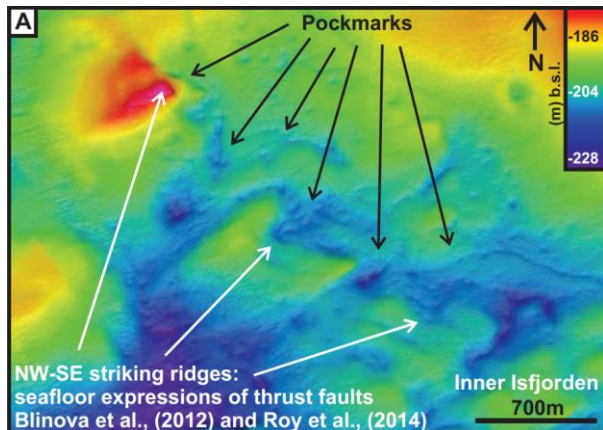 A
Pockmarks
N
-186
-204
-228
(m) b.s.l.
NW-SE striking ridges:
seafloor expressions of thrust faults
Blinova et al., (2012) and Roy et al., (2014)
Inner Isfjorden
700m